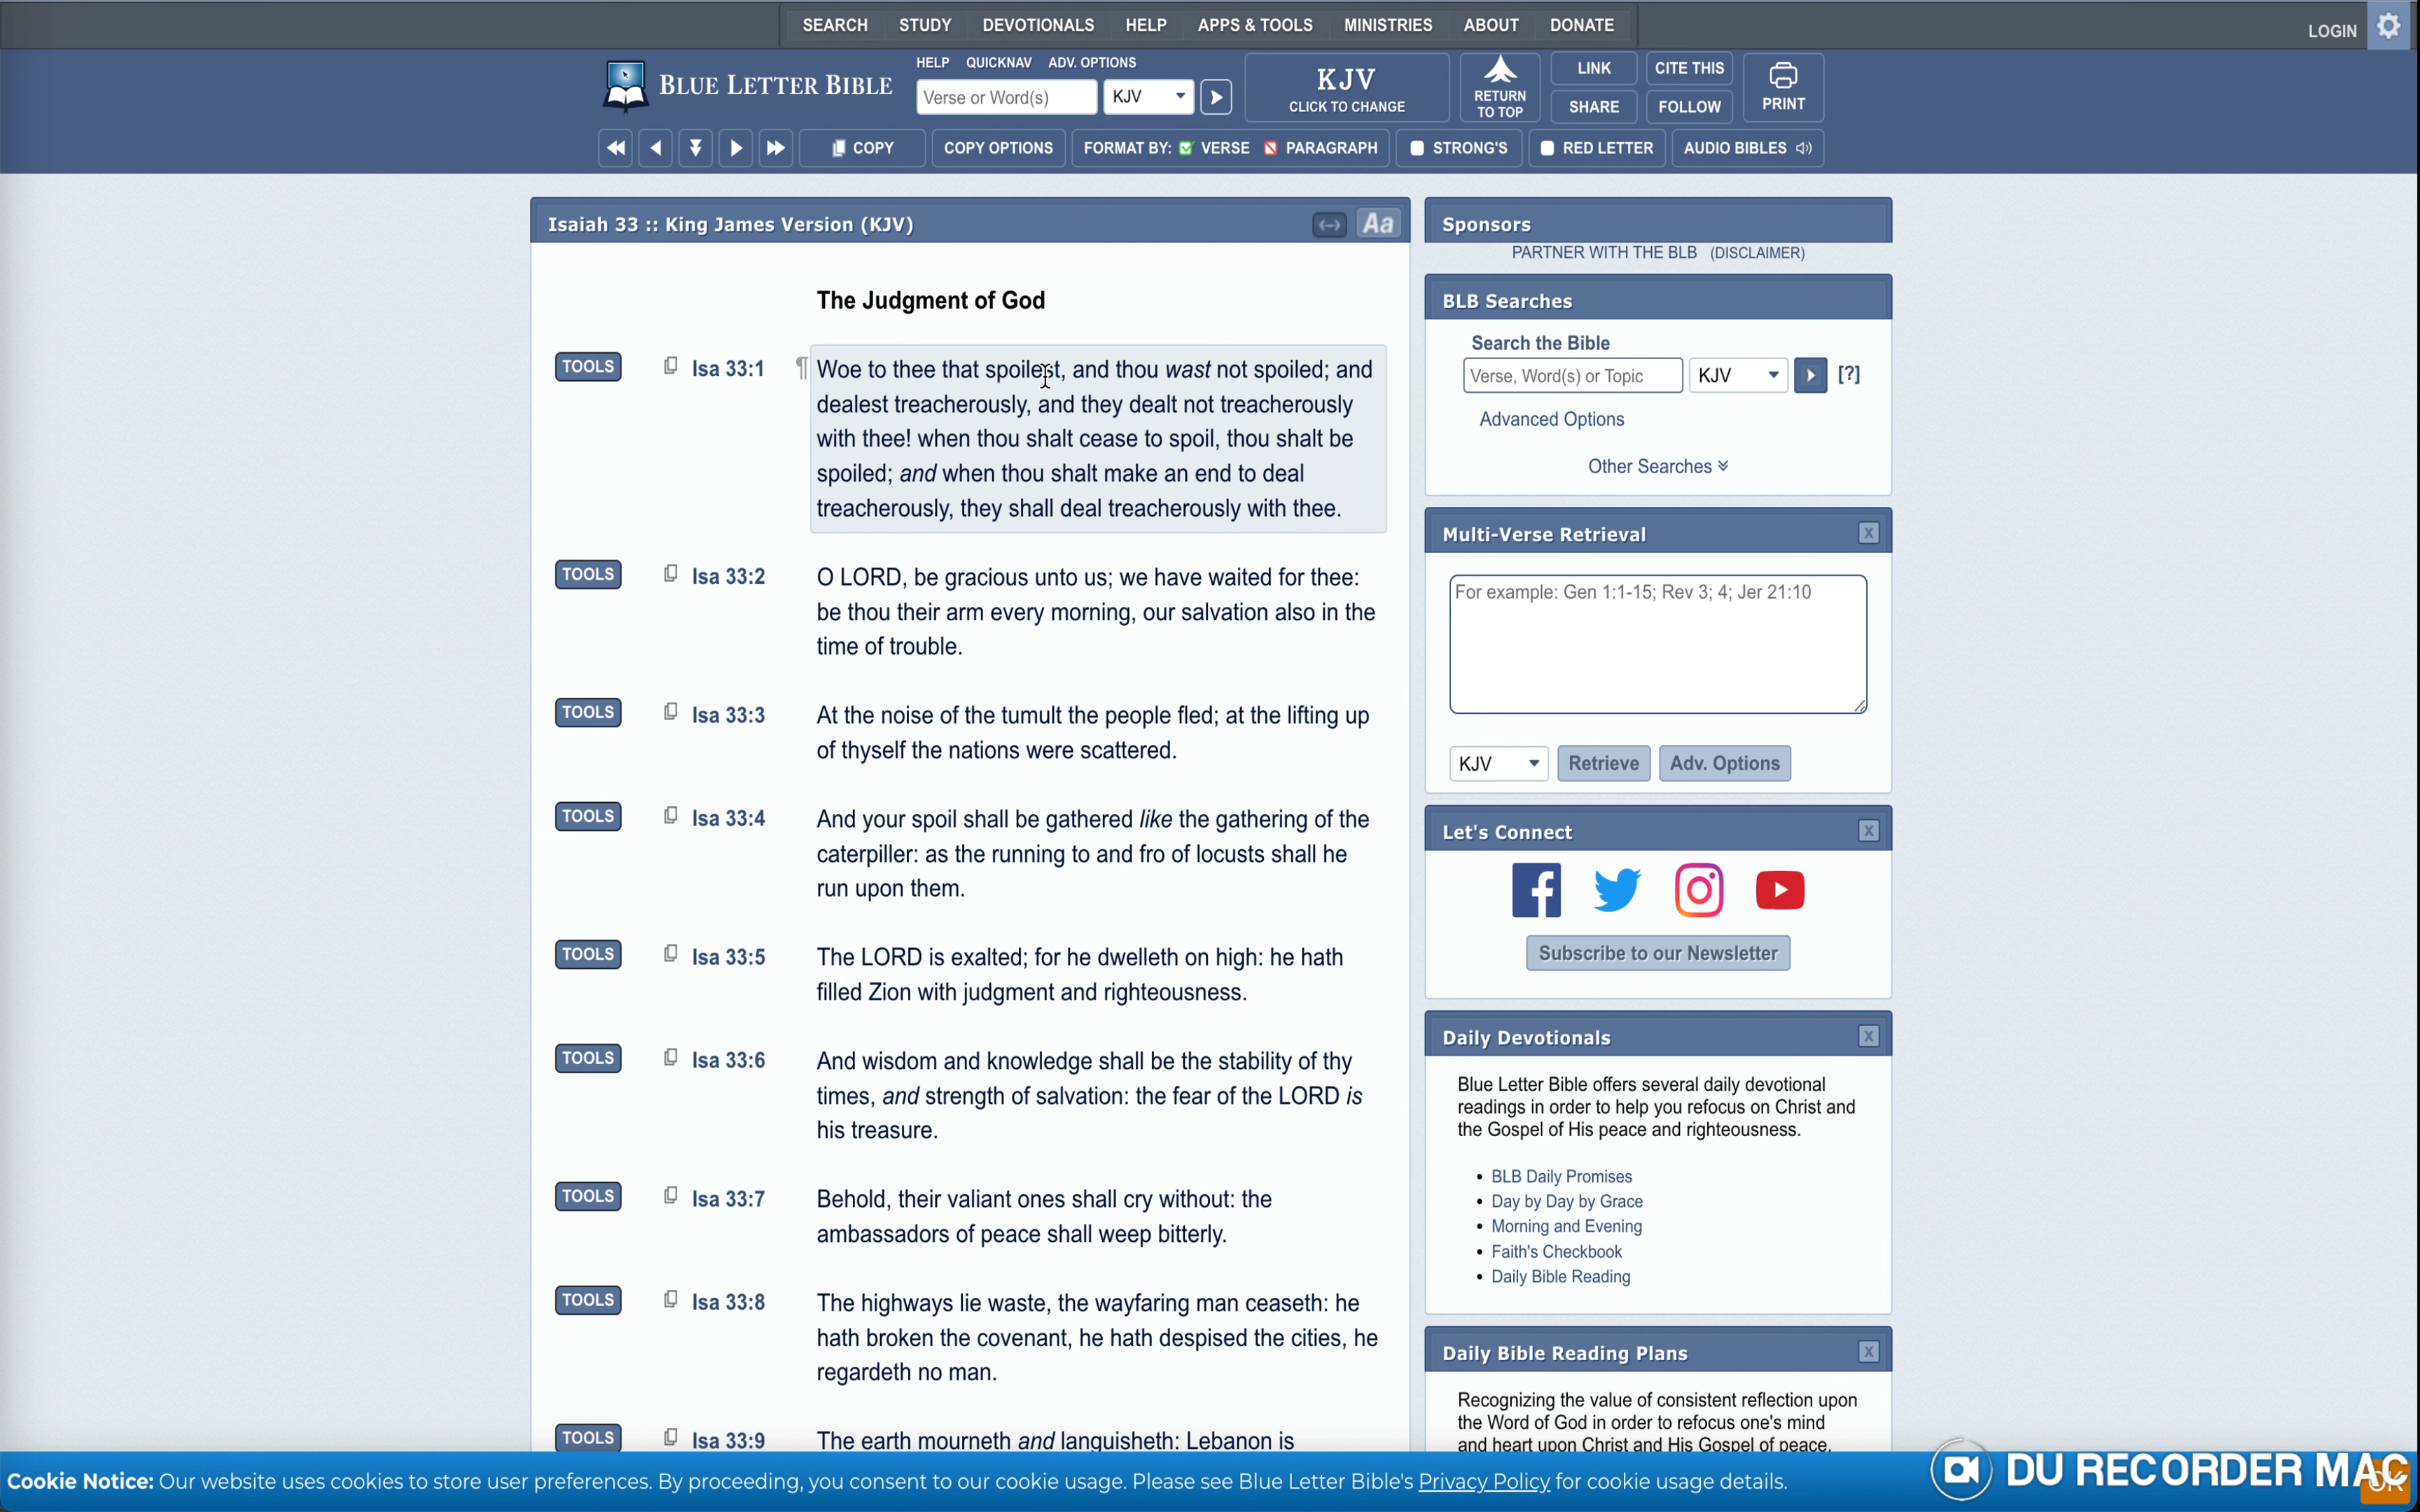 SEARCH STUDY DEVOTIONALS HELP APPS & TOOLS MINISTRIES ABOUT DONATE
LOGIN
BLUE LETTER BIBLE
HELP QUICKNAV ADV. OPTIONS
Verse or Word(s) KJV
KJV
CLICK TO CHANGE
RETURN
TO TOP
LINK CITE THIS
SHARE FOLLOW
PRINT
COPY COPY OPTIONS FORMAT BY: VERSE PARAGRAPH STRONG'S RED LETTER AUDIO BIBLES
Isaiah 33 :: King James Version (KJV) Aa
The Judgment of God
TOOLS Isa 33:1 ¶ Woe to thee that spoilest, and thou wast not spoiled; and
dealest treacherously, and they dealt not treacherously
with thee! when thou shalt cease to spoil, thou shalt be
spoiled; and when thou shalt make an end to deal
treacherously, they shall deal treacherously with thee.
TOOLS Isa 33:2 O LORD, be gracious unto us; we have waited for thee:
be thou their arm every morning, our salvation also in the
time of trouble.
TOOLS Isa 33:3 At the noise of the tumult the people fled; at the lifting up
of thyself the nations were scattered.
TOOLS Isa 33:4 And your spoil shall be gathered like the gathering of the
caterpiller: as the running to and fro of locusts shall he
run upon them.
TOOLS Isa 33:5 The LORD is exalted; for he dwelleth on high: he hath
filled Zion with judgment and righteousness.
TOOLS Isa 33:6 And wisdom and knowledge shall be the stability of thy
times, and strength of salvation: the fear of the LORD is
his treasure.
TOOLS Isa 33:7 Behold, their valiant ones shall cry without: the
ambassadors of peace shall weep bitterly.
TOOLS Isa 33:8 The highways lie waste, the wayfaring man ceaseth: he
hath broken the covenant, he hath despised the cities, he
regardeth no man.
TOOLS Isa 33:9 The earth mourneth and languisheth: Lebanon is
Sponsors
PARTNER WITH THE BLB (DISCLAIMER)
BLB Searches
Search the Bible
Verse, Word(s) or Topic KJV [?]
Advanced Options
Other Searches
Multi-Verse Retrieval X
For example: Gen 1:1-15; Rev 3; 4; Jer 21:10
KJV Retrieve Adv. Options
Let's Connect X
Subscribe to our Newsletter
Daily Devotionals X
Blue Letter Bible offers several daily devotional
readings in order to help you refocus on Christ and
the Gospel of His peace and righteousness.
• BLB Daily Promises
• Day by Day by Grace
• Morning and Evening
• Faith's Checkbook
• Daily Bible Reading
Daily Bible Reading Plans X
Recognizing the value of consistent reflection upon
the Word of God in order to refocus one's mind
and heart upon Christ and His Gospel of peace,
Cookie Notice: Our website uses cookies to store user preferences. By proceeding, you consent to our cookie usage. Please see Blue Letter Bible's Privacy Policy for cookie usage details.
OK
DU RECORDER MAC